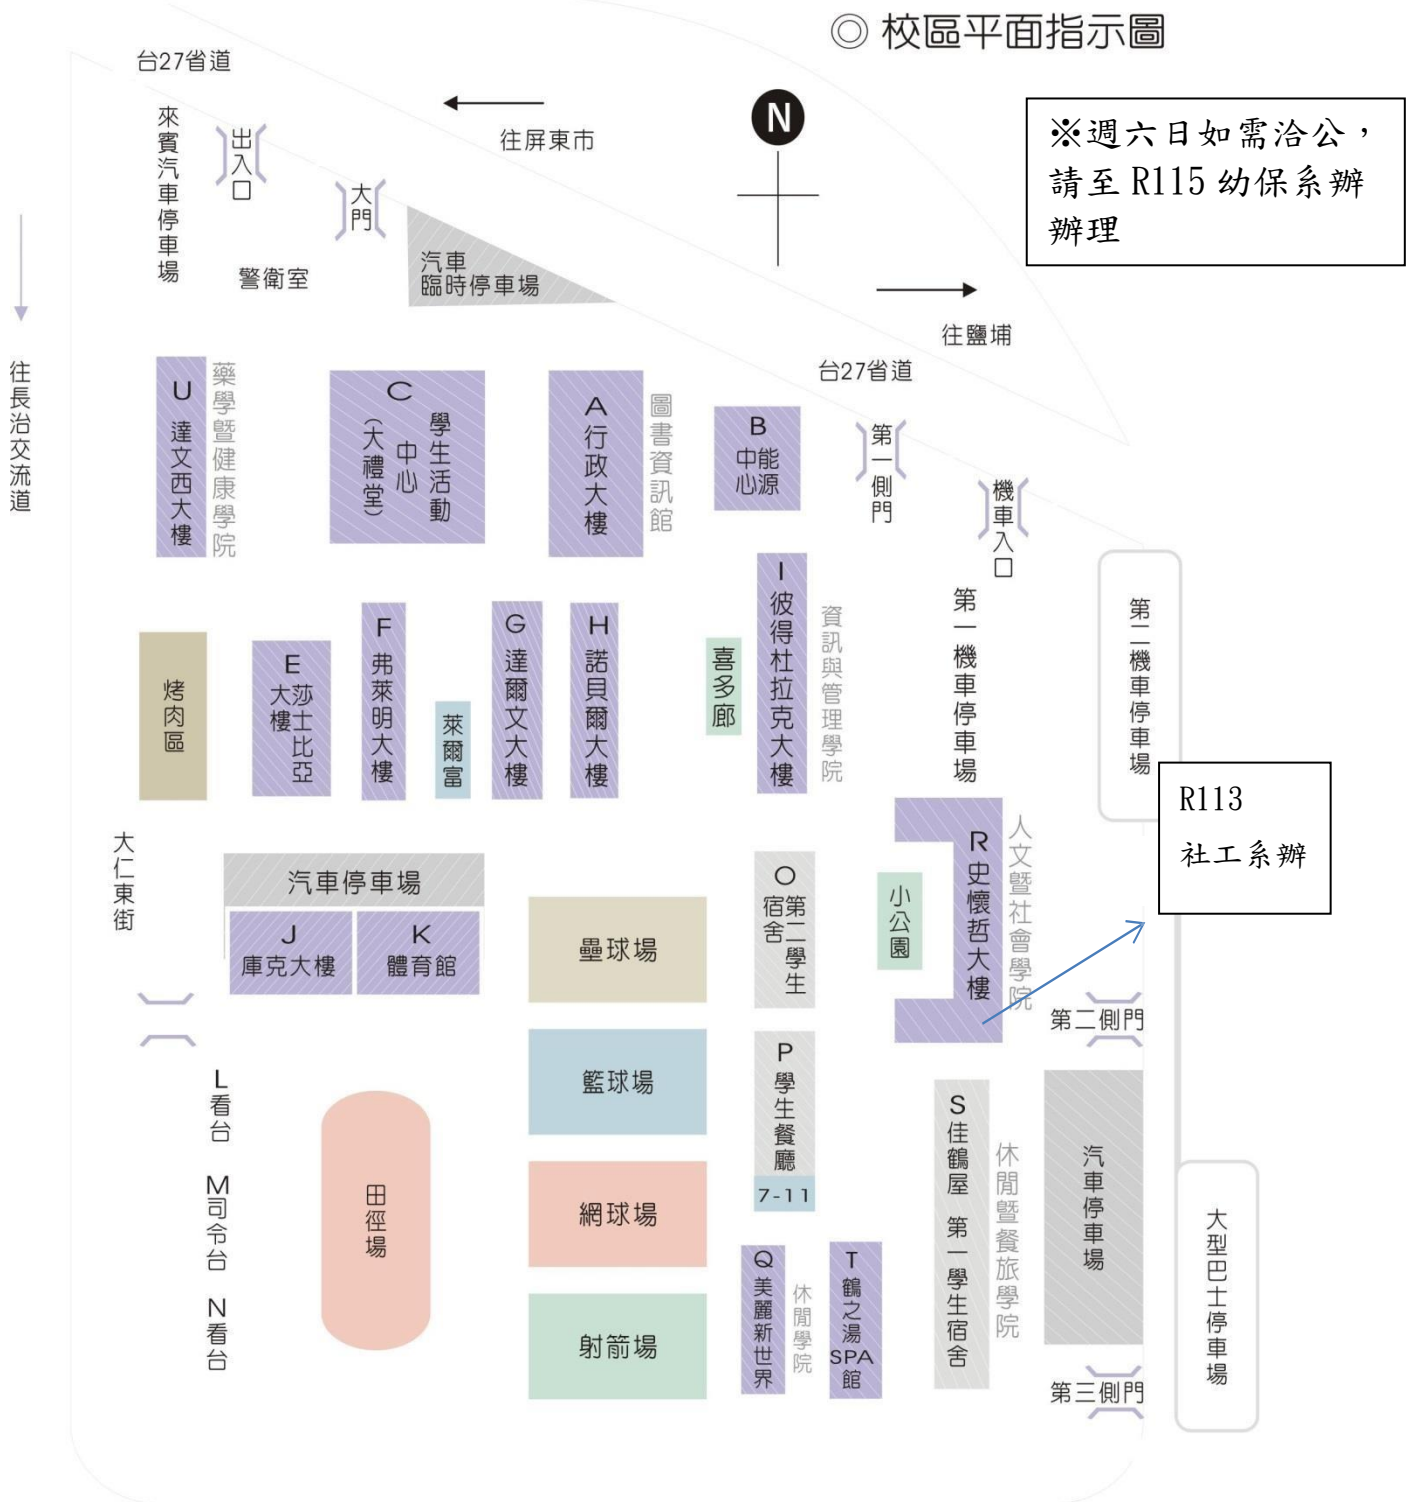 ◎ 校區平面指示圖
台27省道
往屏東市
N
※週六日如需洽公，
請至 R115 幼保系辦
辦理
來賓汽車停車場
出入口
大門
警衛室
汽車
臨時停車場
往鹽埔
台27省道
往長治交流道
U
達文西大樓
藥學暨健康學院
C
學生活動
中心
（大禮堂）
A
行政大樓
圖書資訊館
B
能源
中心
第一側門
機車入口
烤肉區
E
莎士比亞
大樓
F
弗萊明大樓
萊爾富
G
達爾文大樓
H
諾貝爾大樓
喜多廊
I
彼得杜拉克大樓
資訊與管理學院
第一機車停車場
第二機車停車場
R113
社工系辦
大仁東街
汽車停車場
J
庫克大樓
K
體育館
壘球場
O
第二學生
宿舍
小公園
R
史懷哲大樓
人文暨社會學院
第二側門
籃球場
P
學生餐廳
7-11
L
看台
M
司令台
N
看台
田徑場
網球場
射箭場
Q
美麗新世界
休閒學院
T
鶴之湯
SPA
館
S
佳鶴屋 第一學生宿舍
休閒暨餐旅學院
汽車停車場
大型巴士停車場
第三側門